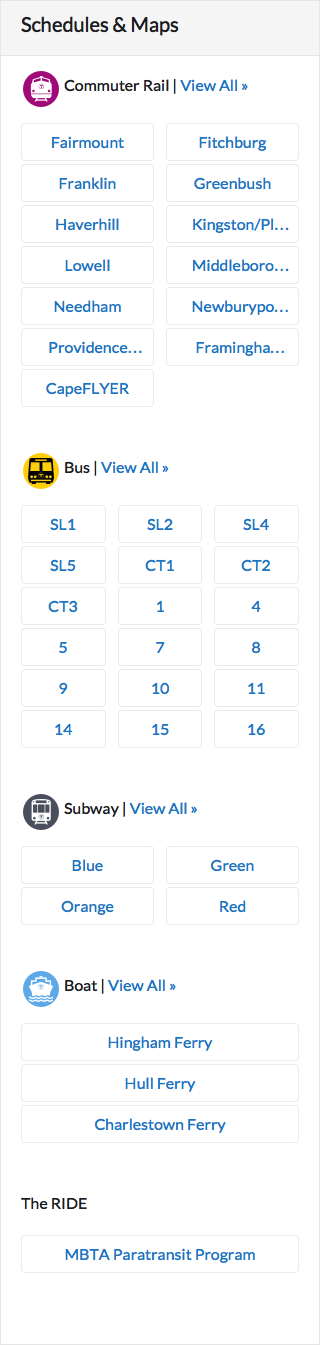 Schedules & Maps
Commuter Rail | View All »
Fairmount Fitchburg
Franklin Greenbush
Haverhill Kingston/Pl...
Lowell Middleboro...
Needham Newburypo...
Providence... Framingha...
CapeFLYER
Bus | View All »
SL1 SL2 SL4
SL5 CT1 CT2
CT3 1 4
5 7 8
9 10 11
14 15 16
Subway | View All »
Blue Green
Orange Red
Boat | View All »
Hingham Ferry
Hull Ferry
Charlestown Ferry
The RIDE
MBTA Paratransit Program